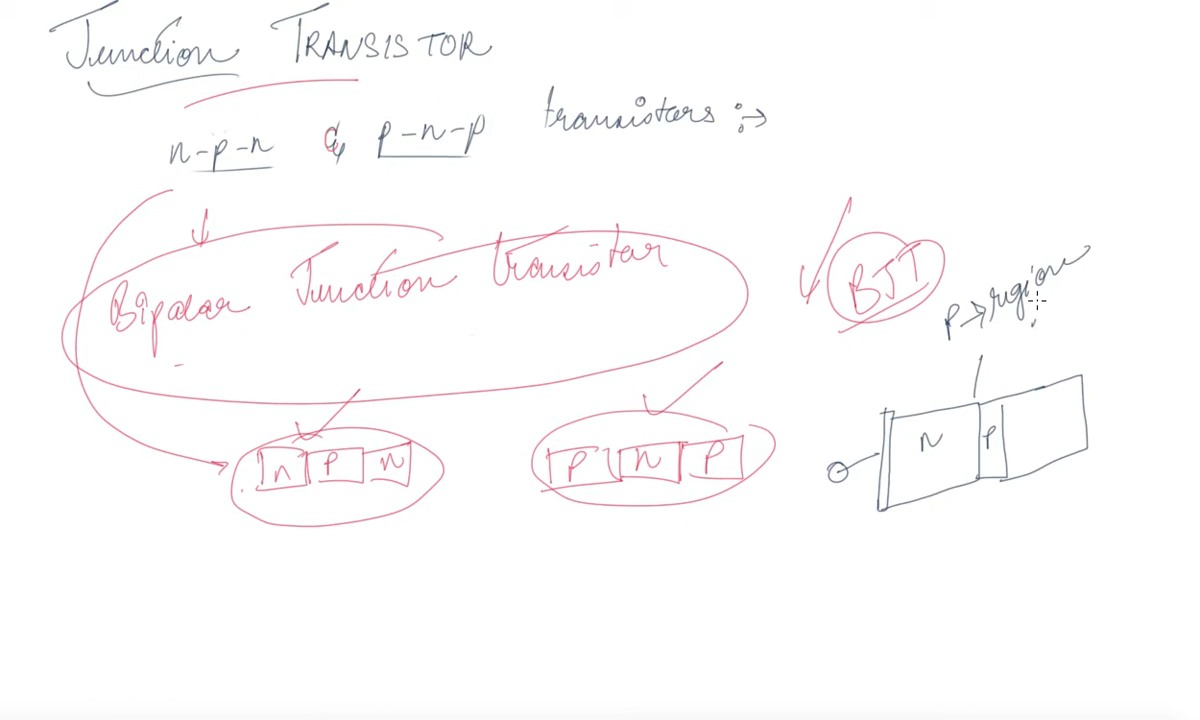 Junction TRANSISTOR
n-p-n & p-n-p transistors :→
Bipolar Junction transistor
BJT
p→region
n p n
p n p
N P